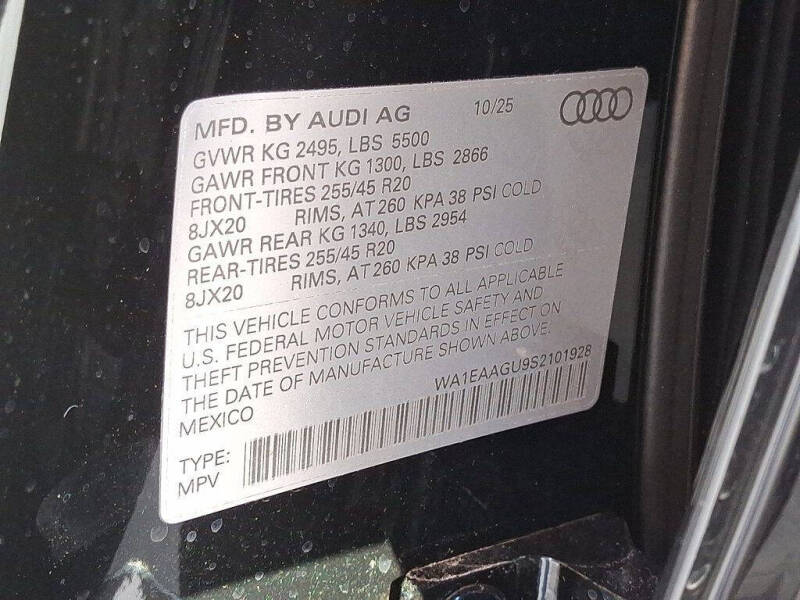 MFD. BY AUDI AG 10/25
GVWR KG 2495, LBS 5500
GAWR FRONT KG 1300, LBS 2866
FRONT-TIRES 255/45 R20
8JX20 RIMS, AT 260 KPA 38 PSI COLD
GAWR REAR KG 1340, LBS 2954
REAR-TIRES 255/45 R20
8JX20 RIMS, AT 260 KPA 38 PSI COLD
THIS VEHICLE CONFORMS TO ALL APPLICABLE
U.S. FEDERAL MOTOR VEHICLE SAFETY AND
THEFT PREVENTION STANDARDS IN EFFECT ON
THE DATE OF MANUFACTURE SHOWN ABOVE.
MEXICO WA1EAAGU9S2101928
TYPE:
MPV